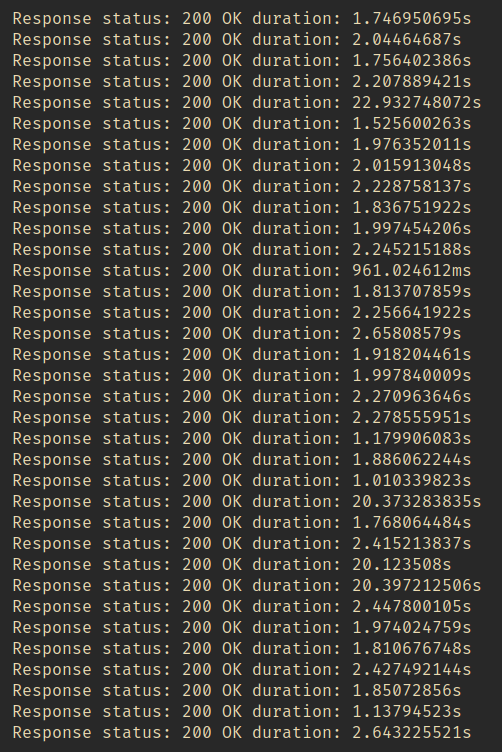 Response status: 200 OK duration: 1.746950695s
Response status: 200 OK duration: 2.04464687s
Response status: 200 OK duration: 1.756402386s
Response status: 200 OK duration: 2.207889421s
Response status: 200 OK duration: 22.932748072s
Response status: 200 OK duration: 1.525600263s
Response status: 200 OK duration: 1.976352011s
Response status: 200 OK duration: 2.015913048s
Response status: 200 OK duration: 2.228758137s
Response status: 200 OK duration: 1.836751922s
Response status: 200 OK duration: 1.997454206s
Response status: 200 OK duration: 2.245215188s
Response status: 200 OK duration: 961.024612ms
Response status: 200 OK duration: 1.813707859s
Response status: 200 OK duration: 2.256641922s
Response status: 200 OK duration: 2.65808579s
Response status: 200 OK duration: 1.918204461s
Response status: 200 OK duration: 1.997840009s
Response status: 200 OK duration: 2.270963646s
Response status: 200 OK duration: 2.278555951s
Response status: 200 OK duration: 1.179906083s
Response status: 200 OK duration: 1.886062244s
Response status: 200 OK duration: 1.010339823s
Response status: 200 OK duration: 20.373283835s
Response status: 200 OK duration: 1.768064484s
Response status: 200 OK duration: 2.415213837s
Response status: 200 OK duration: 20.123508s
Response status: 200 OK duration: 20.397212506s
Response status: 200 OK duration: 2.447800105s
Response status: 200 OK duration: 1.974024759s
Response status: 200 OK duration: 1.810676748s
Response status: 200 OK duration: 2.427492144s
Response status: 200 OK duration: 1.85072856s
Response status: 200 OK duration: 1.13794523s
Response status: 200 OK duration: 2.643225521s